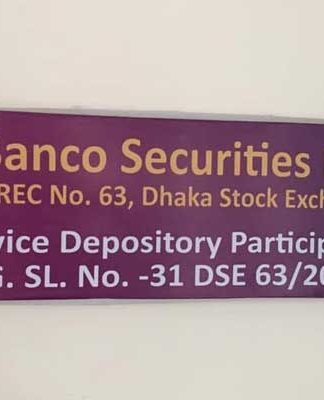 Banco Securities
REC No. 63, Dhaka Stock Exch
vice Depository Particip
G. SL. No. -31 DSE 63/20